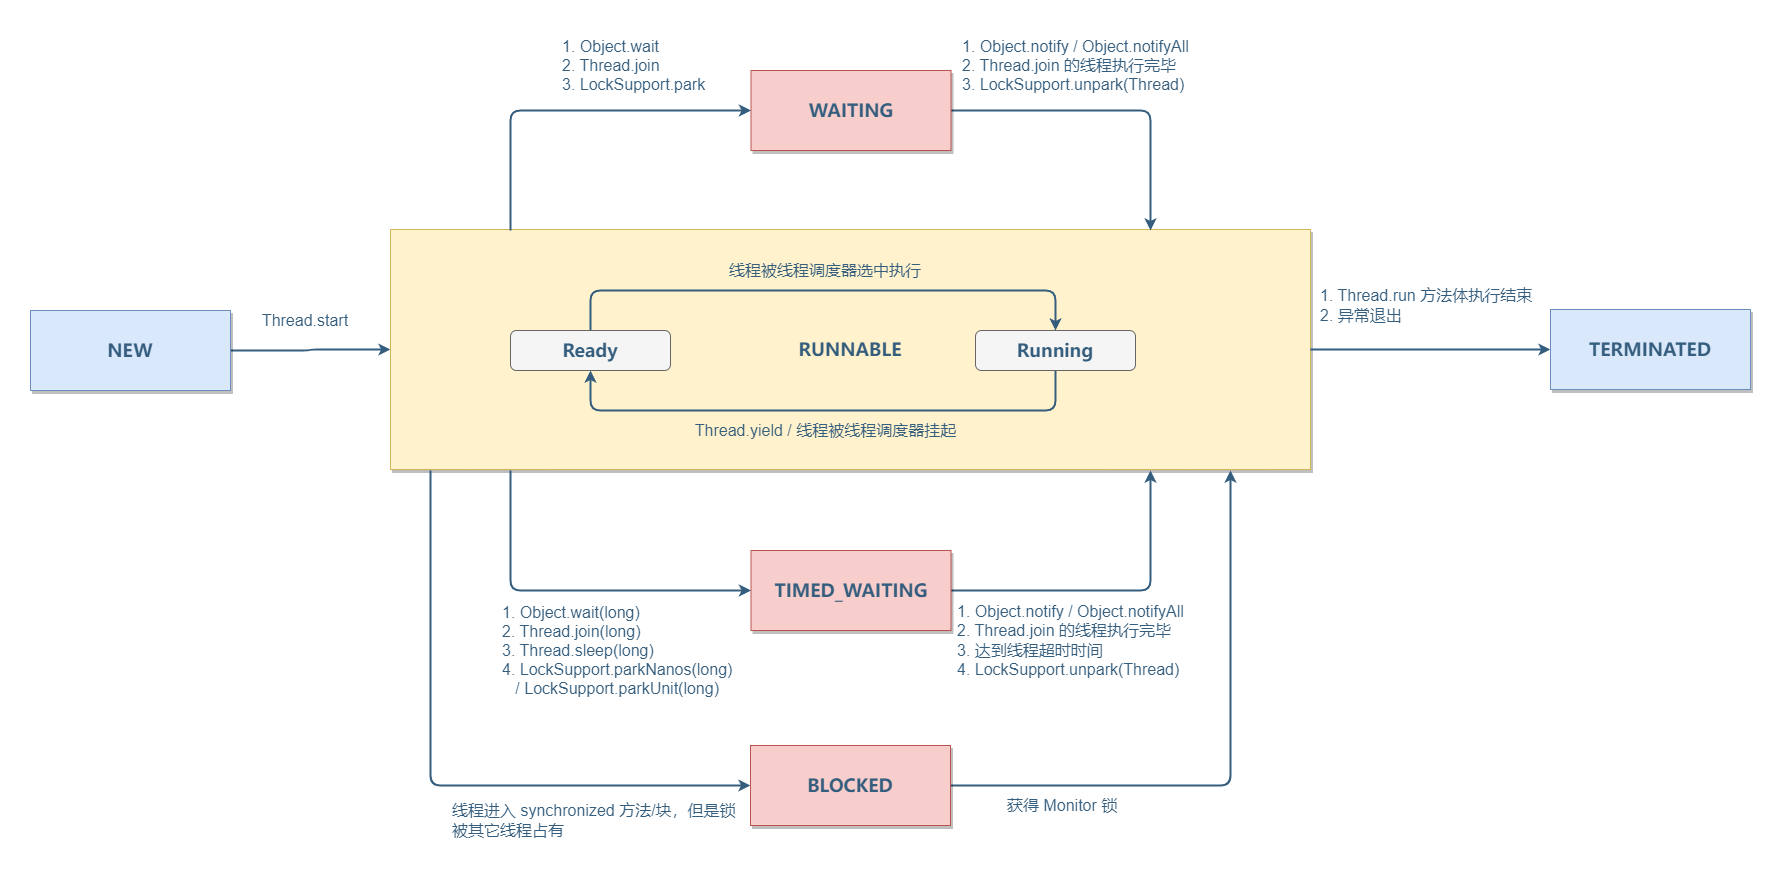 1. Object.wait
2. Thread.join
3. LockSupport.park
1. Object.notify / Object.notifyAll
2. Thread.join 的线程执行完毕
3. LockSupport.unpark(Thread)
WAITING
线程被线程调度器选中执行
Thread.start
NEW
Ready
RUNNABLE
Running
1. Thread.run 方法体执行结束
2. 异常退出
TERMINATED
Thread.yield / 线程被线程调度器挂起
TIMED_WAITING
1. Object.wait(long)
2. Thread.join(long)
3. Thread.sleep(long)
4. LockSupport.parkNanos(long)
/ LockSupport.parkUnit(long)
1. Object.notify / Object.notifyAll
2. Thread.join 的线程执行完毕
3. 达到线程超时时间
4. LockSupport.unpark(Thread)
BLOCKED
线程进入 synchronized 方法/块，但是锁
被其它线程占有
获得 Monitor 锁